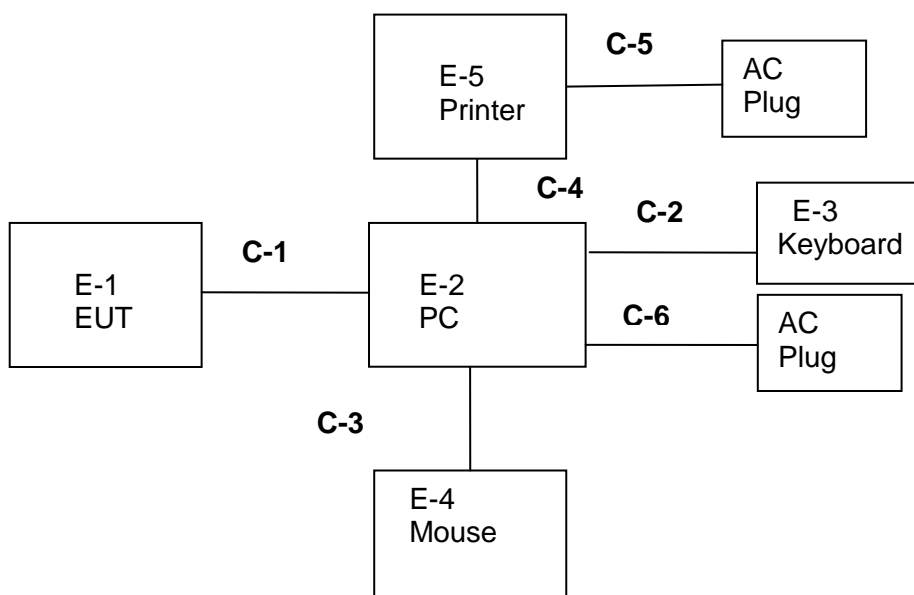 C-5
E-5
Printer
AC
Plug
C-4
C-2
E-3
Keyboard
C-1
E-1
EUT
E-2
PC
C-6
AC
Plug
C-3
E-4
Mouse